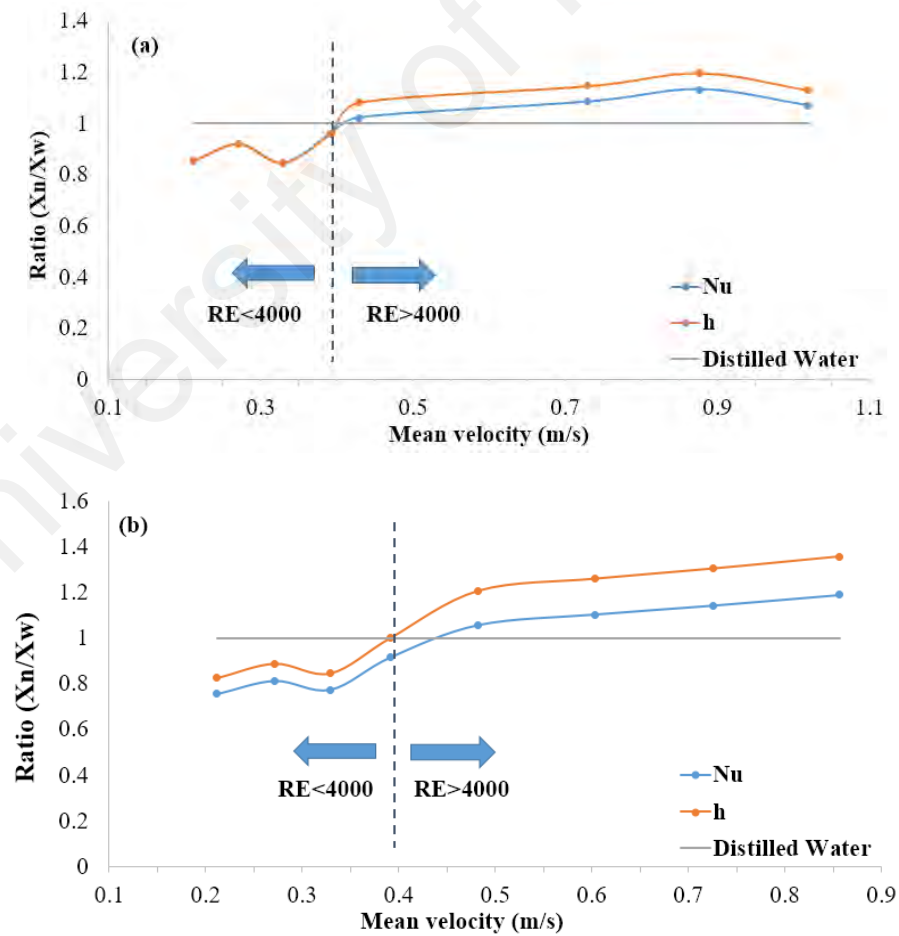 (a)
Ratio (Xn/Xw)
1.4
1.2
1
0.8
0.6
0.4
0.2
0
RE<4000
RE>4000
Nu
h
Distilled Water
0.1 0.3 0.5 0.7 0.9 1.1
Mean velocity (m/s)
(b)
Ratio (Xn/Xw)
1.6
1.4
1.2
1
0.8
0.6
0.4
0.2
0
RE<4000
RE>4000
Nu
h
Distilled Water
0.1 0.2 0.3 0.4 0.5 0.6 0.7 0.8 0.9
Mean velocity (m/s)
University of